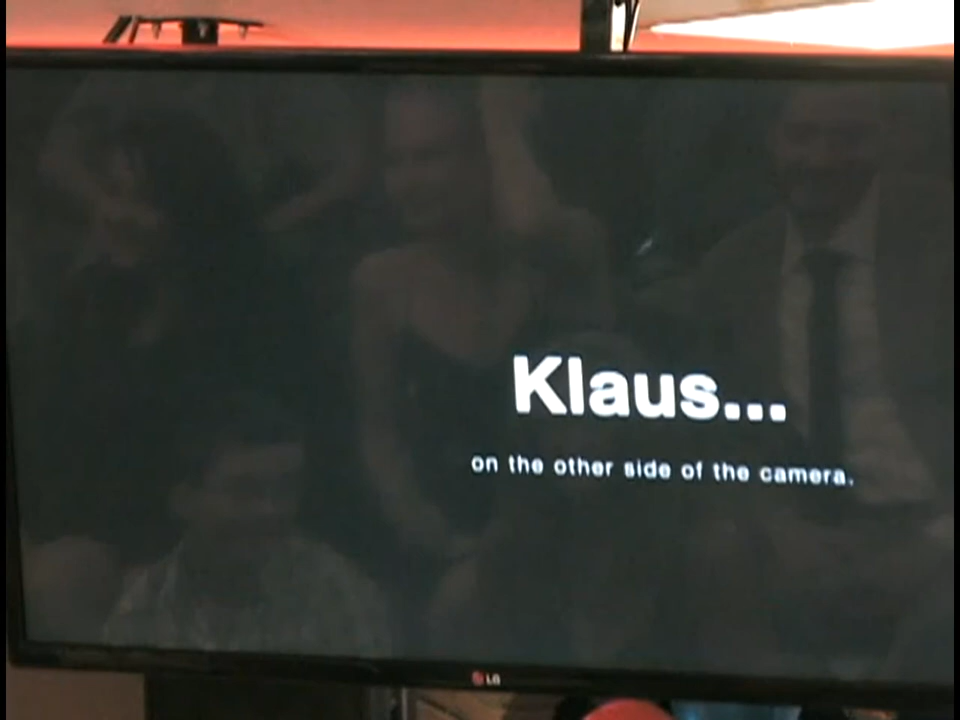 Klaus...
on the other side of the camera.
LG